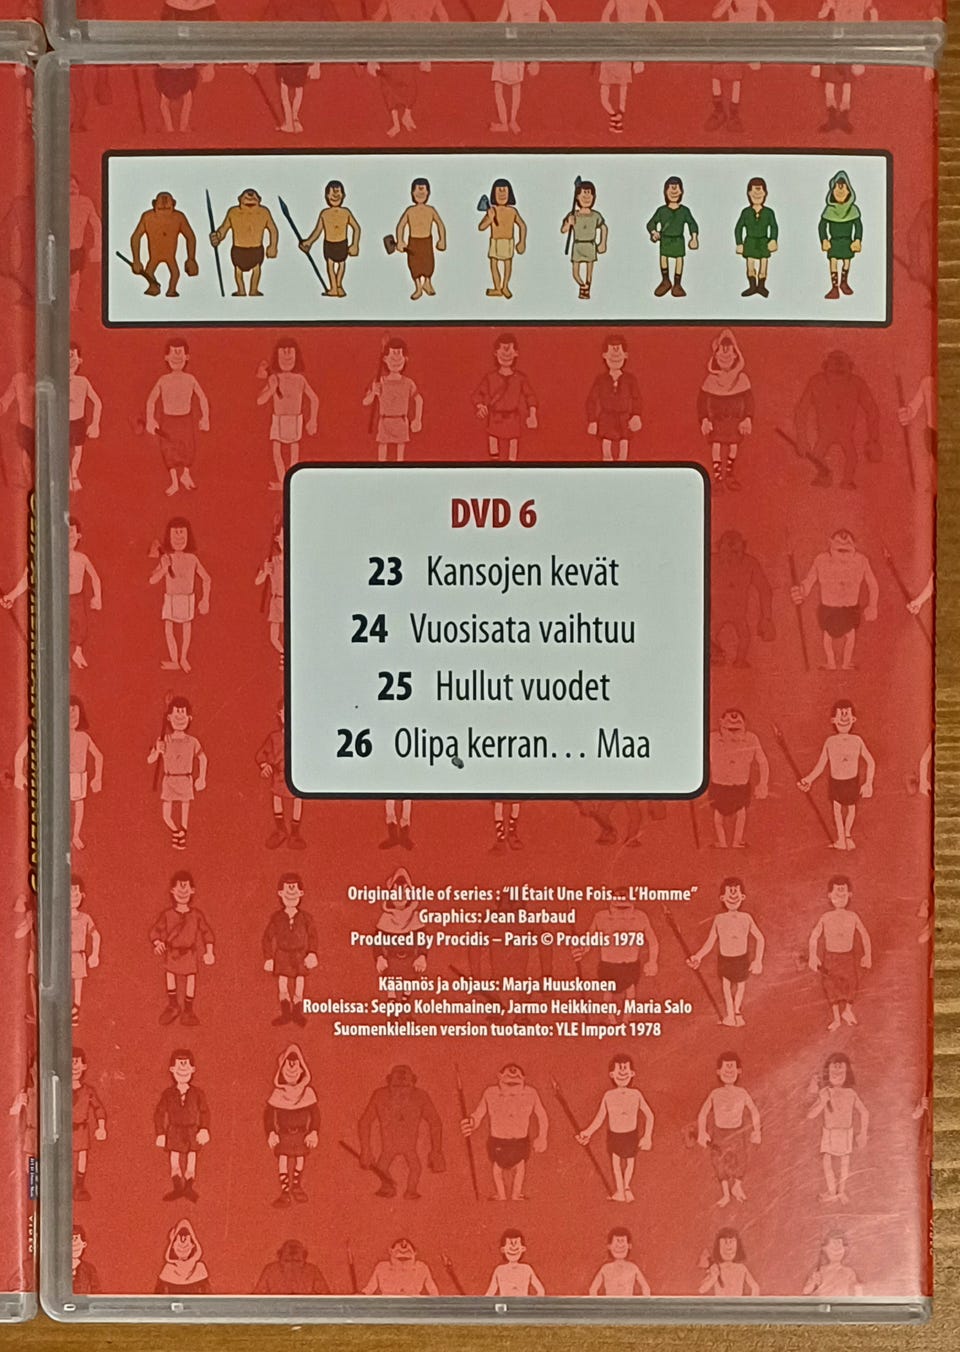 DVD 6
23 Kansojen kevät
24 Vuosisata vaihtuu
25 Hullut vuodet
26 Olipa kerran... Maa
Original title of series : "Il Était Une Fois... L'Homme"
Graphics: Jean Barbaud
Produced By Procidis – Paris © Procidis 1978
Käännös ja ohjaus: Marja Huuskonen
Rooleissa: Seppo Kolehmainen, Jarmo Heikkinen, Maria Salo
Suomenkielisen version tuotanto: YLE Import 1978